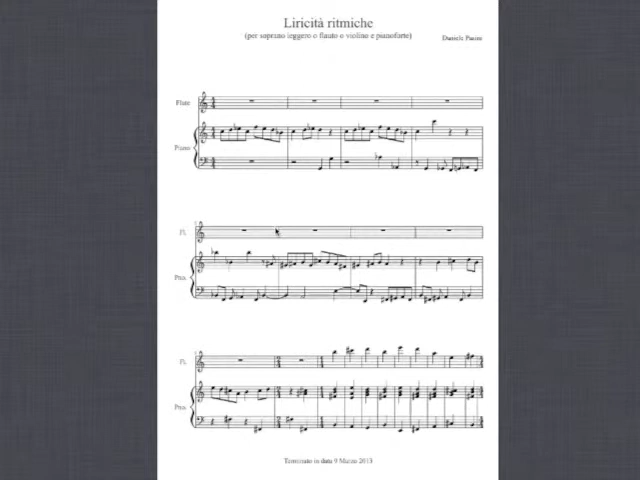 Liricità ritmiche
(per soprano leggero o flauto o violino e pianoforte)
Daniele
Flute
Piano
Fl.
Pno.
Fl.
Pno.
Terminato in data 9 Marzo 2013